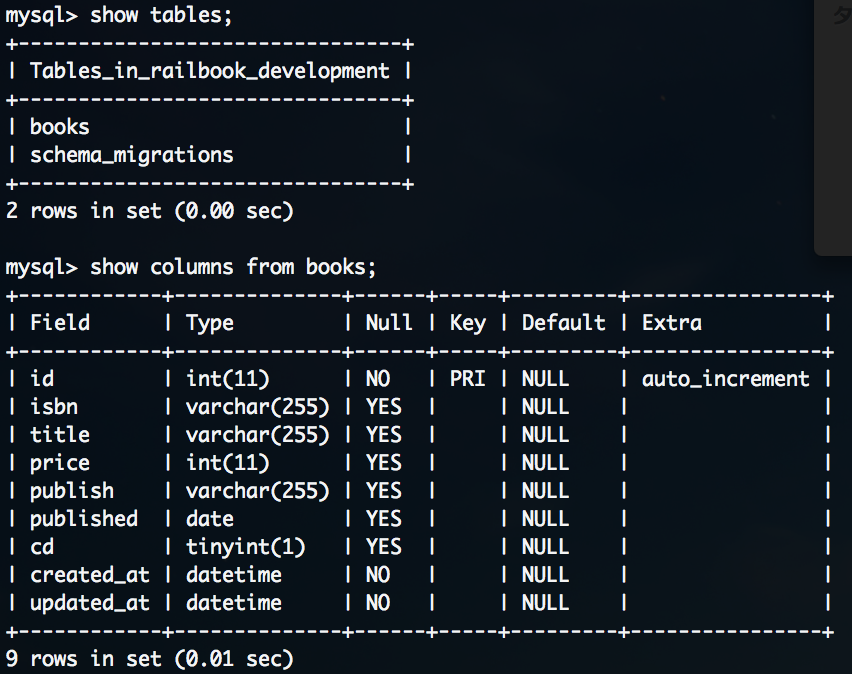 mysql> show tables;
+--------------------------------+
| Tables_in_railbook_development |
+--------------------------------+
| books                          |
| schema_migrations              |
+--------------------------------+
2 rows in set (0.00 sec)

mysql> show columns from books;
+------------+--------------+------+-----+---------+----------------+
| Field      | Type         | Null | Key | Default | Extra          |
+------------+--------------+------+-----+---------+----------------+
| id         | int(11)      | NO   | PRI | NULL    | auto_increment |
| isbn       | varchar(255) | YES  |     | NULL    |                |
| title      | varchar(255) | YES  |     | NULL    |                |
| price      | int(11)      | YES  |     | NULL    |                |
| publish    | varchar(255) | YES  |     | NULL    |                |
| published  | date         | YES  |     | NULL    |                |
| cd         | tinyint(1)   | YES  |     | NULL    |                |
| created_at | datetime     | NO   |     | NULL    |                |
| updated_at | datetime     | NO   |     | NULL    |                |
+------------+--------------+------+-----+---------+----------------+
9 rows in set (0.01 sec)